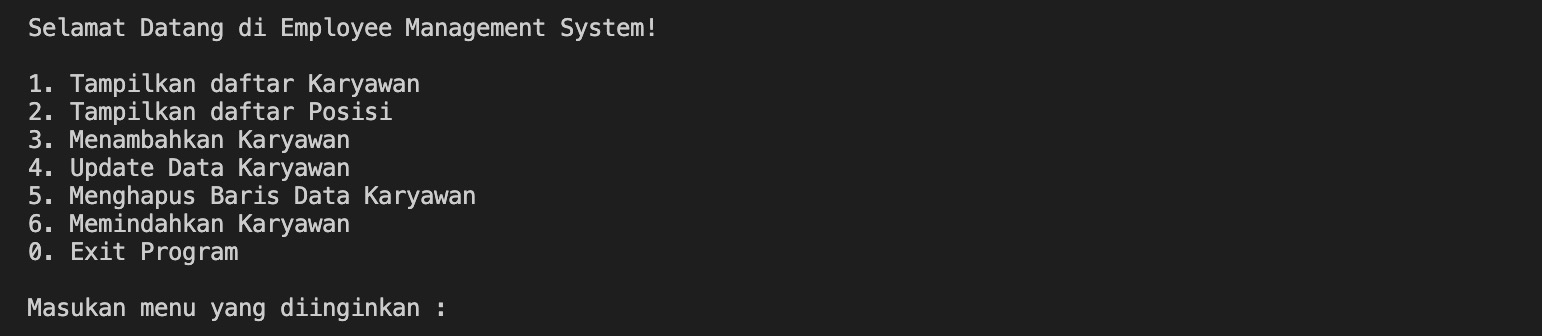 Selamat Datang di Employee Management System!
1. Tampilkan daftar Karyawan
2. Tampilkan daftar Posisi
3. Menambahkan Karyawan
4. Update Data Karyawan
5. Menghapus Baris Data Karyawan
6. Memindahkan Karyawan
0. Exit Program
Masukan menu yang diinginkan :